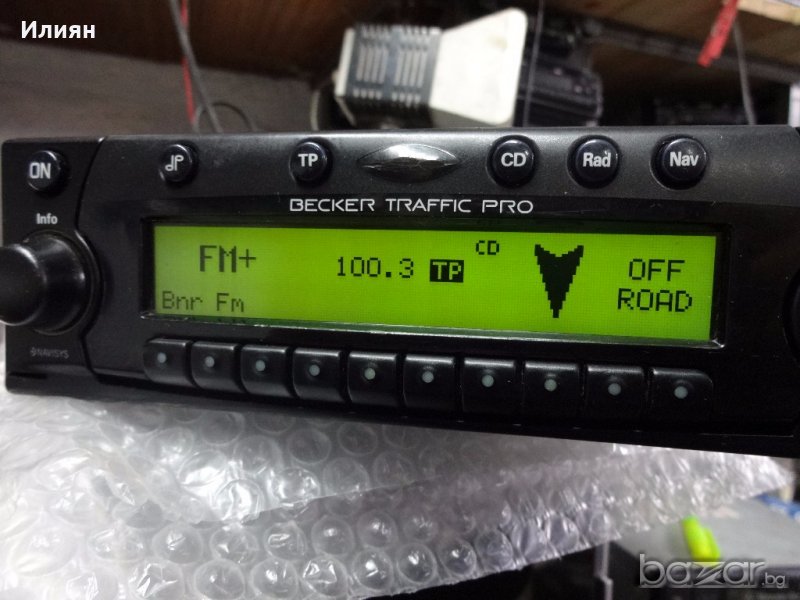 Илиян
ON
TP
CD
Rad
Nav
BECKER TRAFFIC PRO
Info
FM+
100.3 TP
CD
OFF
ROAD
Bnr Fm
NAVISYS
bazar.bg